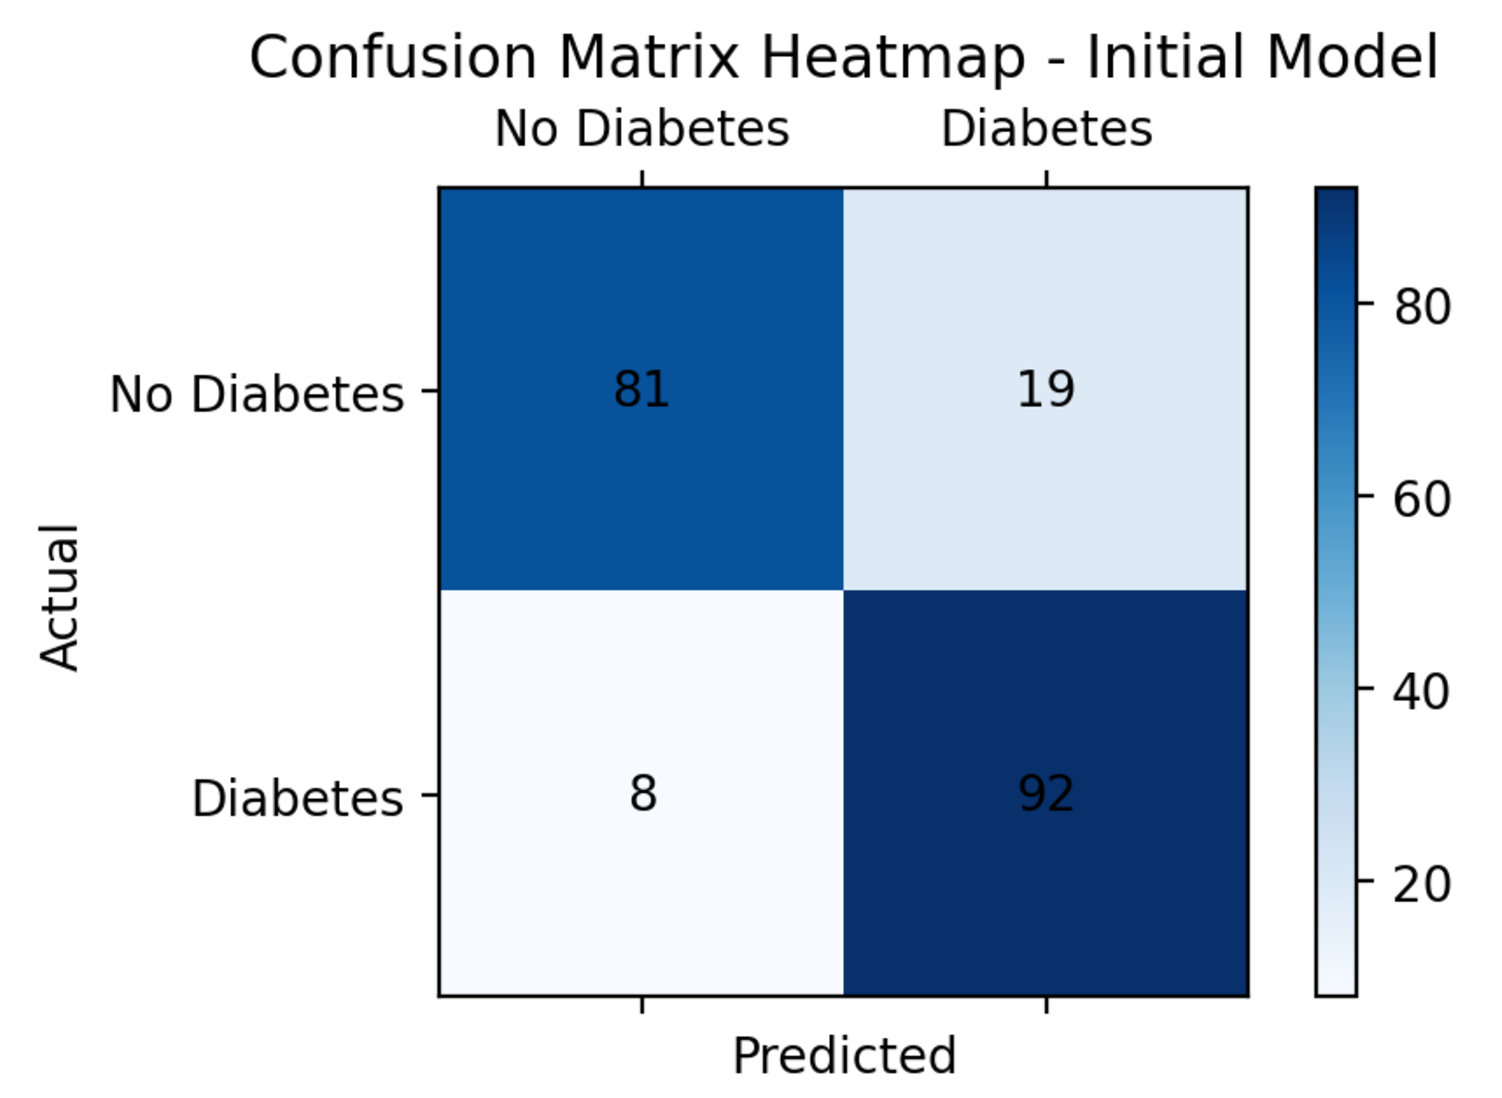 Confusion Matrix Heatmap - Initial Model
No Diabetes Diabetes
80
No Diabetes 81 19
60
Actual
40
Diabetes 8 92
20
Predicted